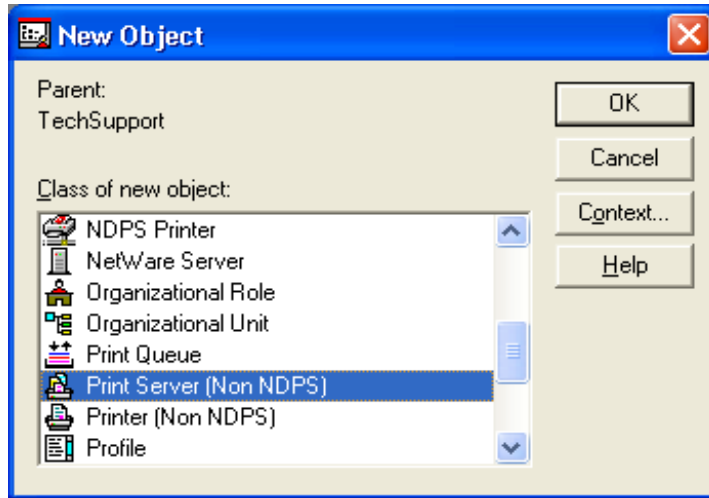 New Object
Parent:
TechSupport
Class of new object:
NDPS Printer
NetWare Server
Organizational Role
Organizational Unit
Print Queue
Print Server (Non NDPS)
Printer (Non NDPS)
Profile
OK
Cancel
Context...
Help